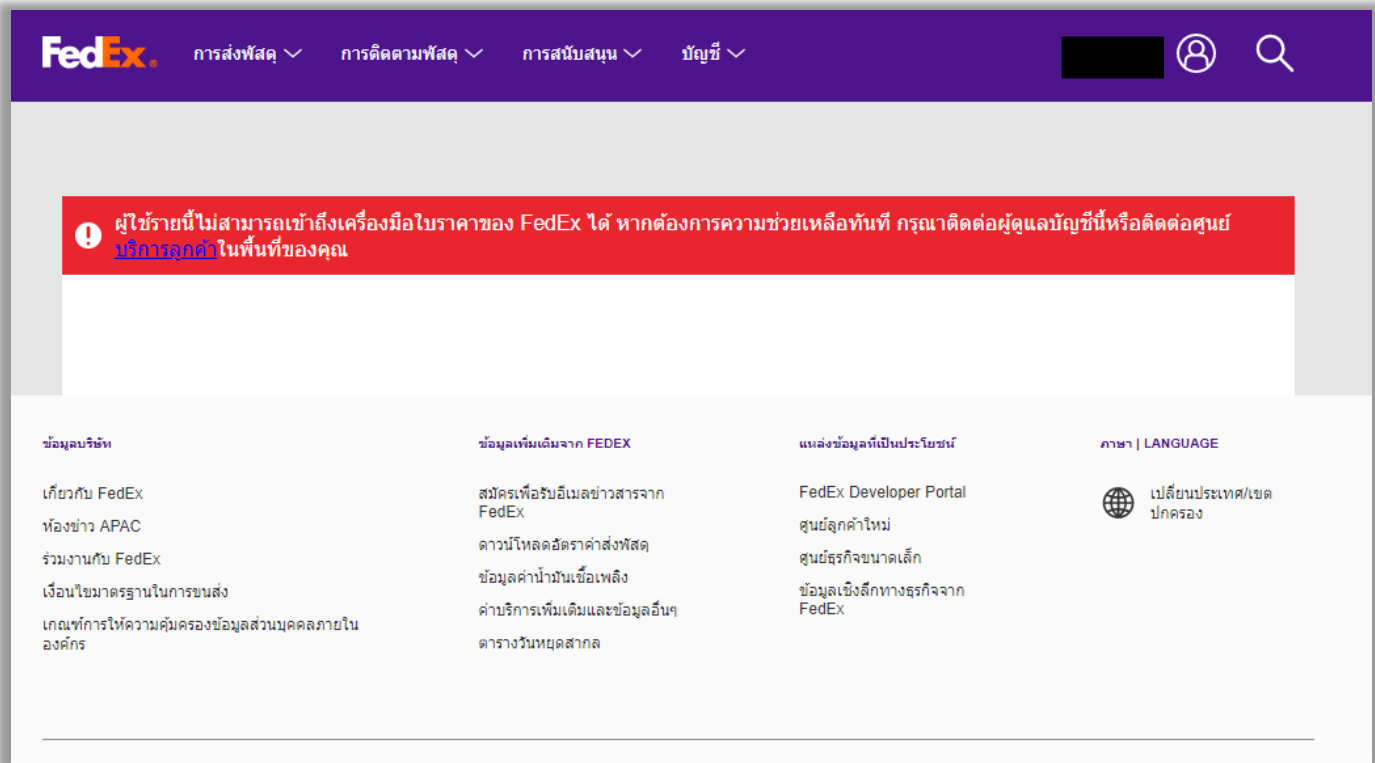 FedEx®
การส่งพัสดุ
การติดตามพัสดุ
การสนับสนุน
บัญชี
ผู้ใช้รายนี้ไม่สามารถเข้าถึงเครื่องมือใบราคาของ FedEx ได้ หากต้องการความช่วยเหลือทันที กรุณาติดต่อผู้ดูแลบัญชีนี้หรือติดต่อศูนย์
บริการลูกค้าในพื้นที่ของคุณ
ข้อมูลบริษัท
เกี่ยวกับ FedEx
ห้องข่าว APAC
ร่วมงานกับ FedEx
เงื่อนไขมาตรฐานในการขนส่ง
เกณฑ์การให้ความคุ้มครองข้อมูลส่วนบุคคลภายใน
องค์กร
ข้อมูลเพิ่มเติมจาก FEDEX
สมัครเพื่อรับอีเมลข่าวสารจาก
FedEx
ดาวน์โหลดอัตราค่าส่งพัสดุ
ข้อมูลค่าน้ำมันเชื้อเพลิง
ค่าบริการเพิ่มเติมและข้อมูลอื่นๆ
ตารางวันหยุดสากล
แหล่งข้อมูลที่เป็นประโยชน์
FedEx Developer Portal
ศูนย์ลูกค้าใหม่
ศูนย์ธุรกิจขนาดเล็ก
ข้อมูลเชิงลึกทางธุรกิจจาก
FedEx
ภาษา | LANGUAGE
เปลี่ยนประเทศ/เขต
ปกครอง